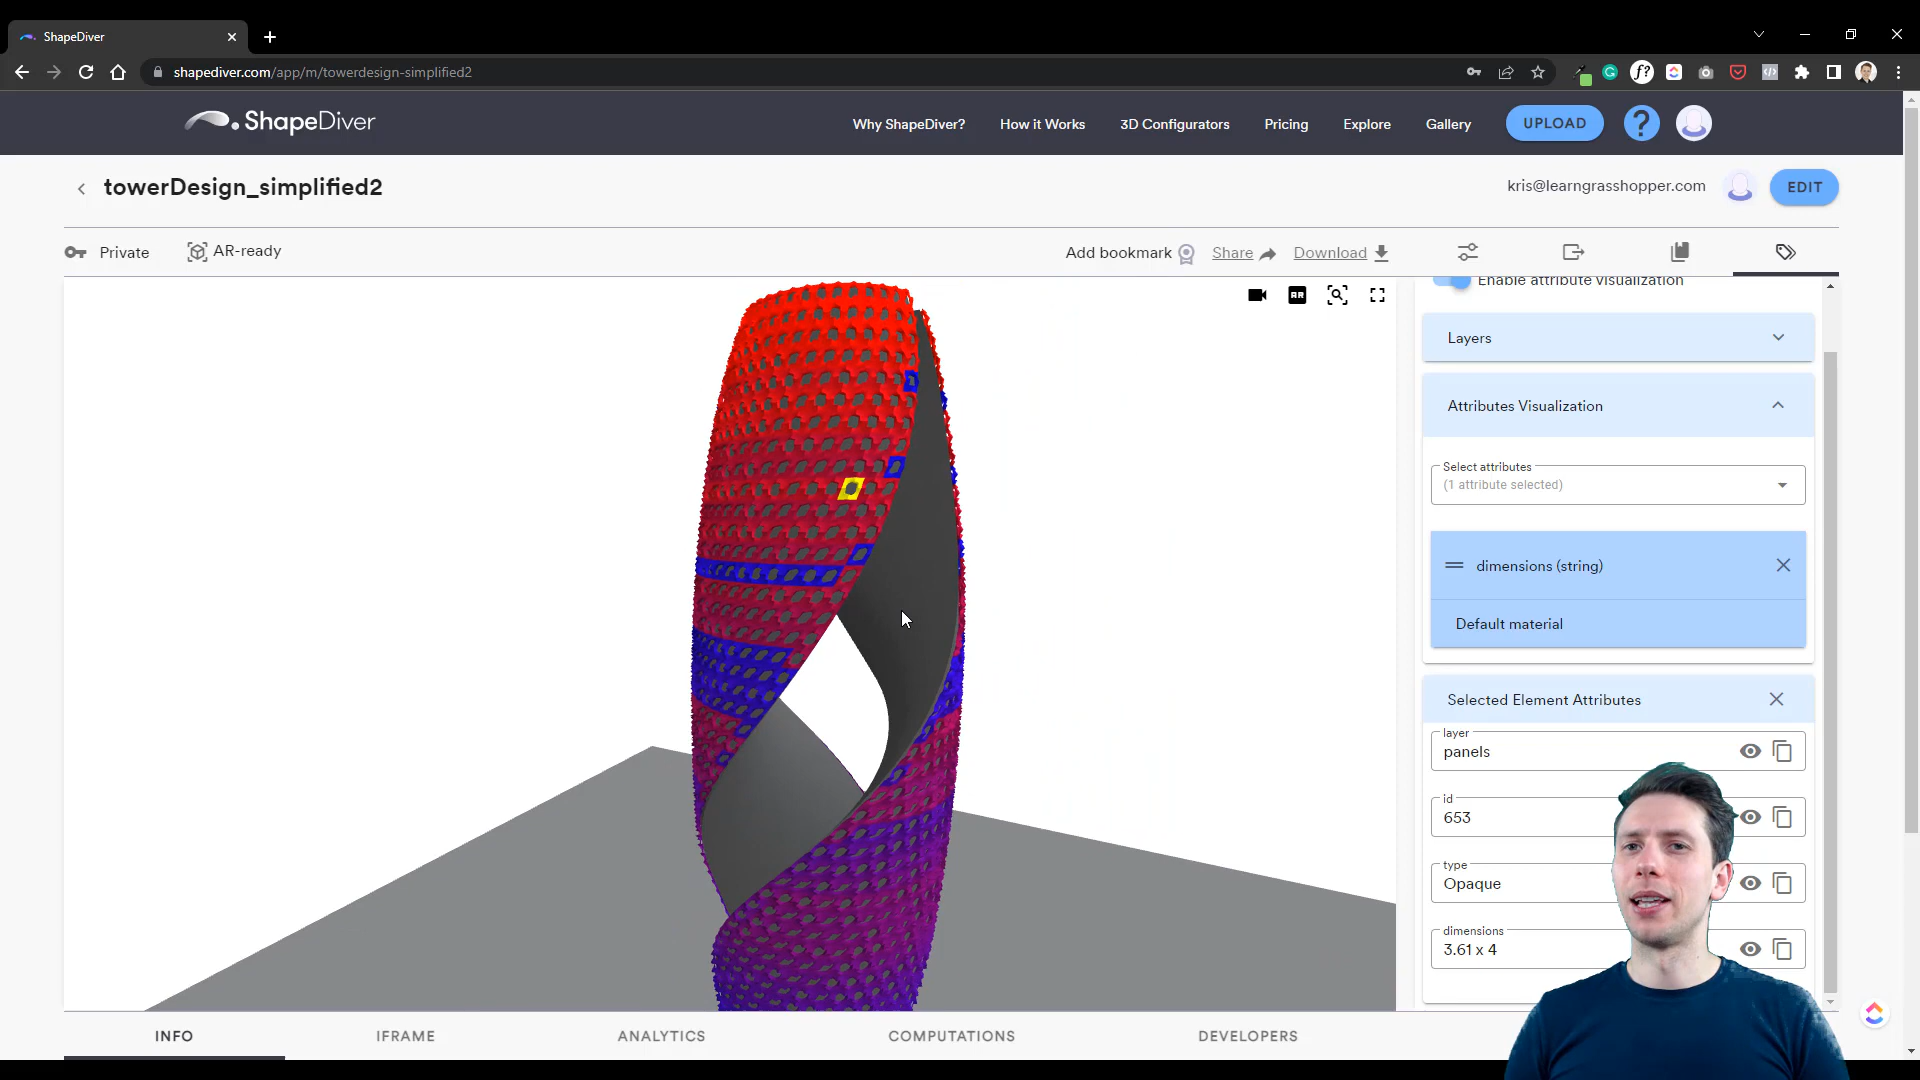 ShapeDiver
shapediver.com/app/m/towerdesign-simplified2
f?
ShapeDiver
Why ShapeDiver?
How it Works
3D Configurators
Pricing
Explore
Gallery
UPLOAD
?
towerDesign_simplified2
kris@learngrasshopper.com
EDIT
Private
AR-ready
Add bookmark
Share
Download
AR
Enable attribute visualization
Layers
Attributes Visualization
Select attributes
(1 attribute selected)
dimensions (string)
Default material
Selected Element Attributes
layer
panels
id
653
type
Opaque
dimensions
3.61 x 4
INFO
IFRAME
ANALYTICS
COMPUTATIONS
DEVELOPERS